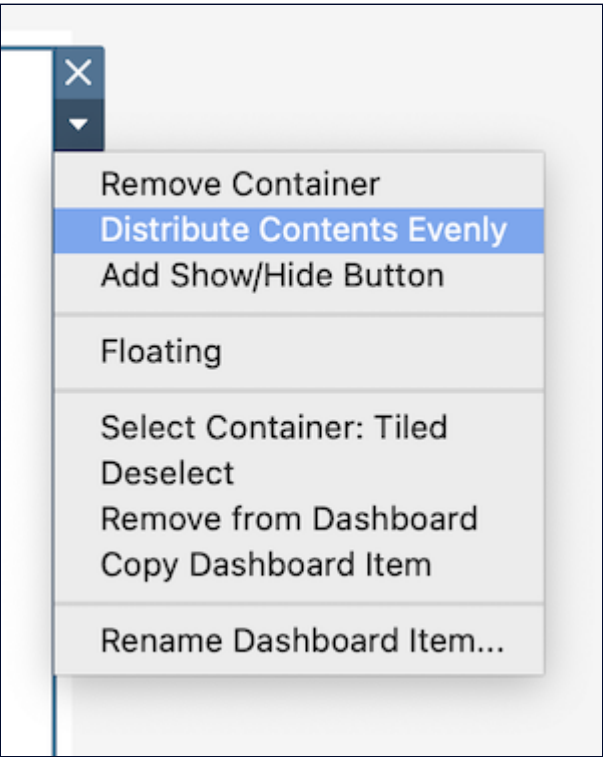 Remove Container
Distribute Contents Evenly
Add Show/Hide Button
Floating
Select Container: Tiled
Deselect
Remove from Dashboard
Copy Dashboard Item
Rename Dashboard Item...